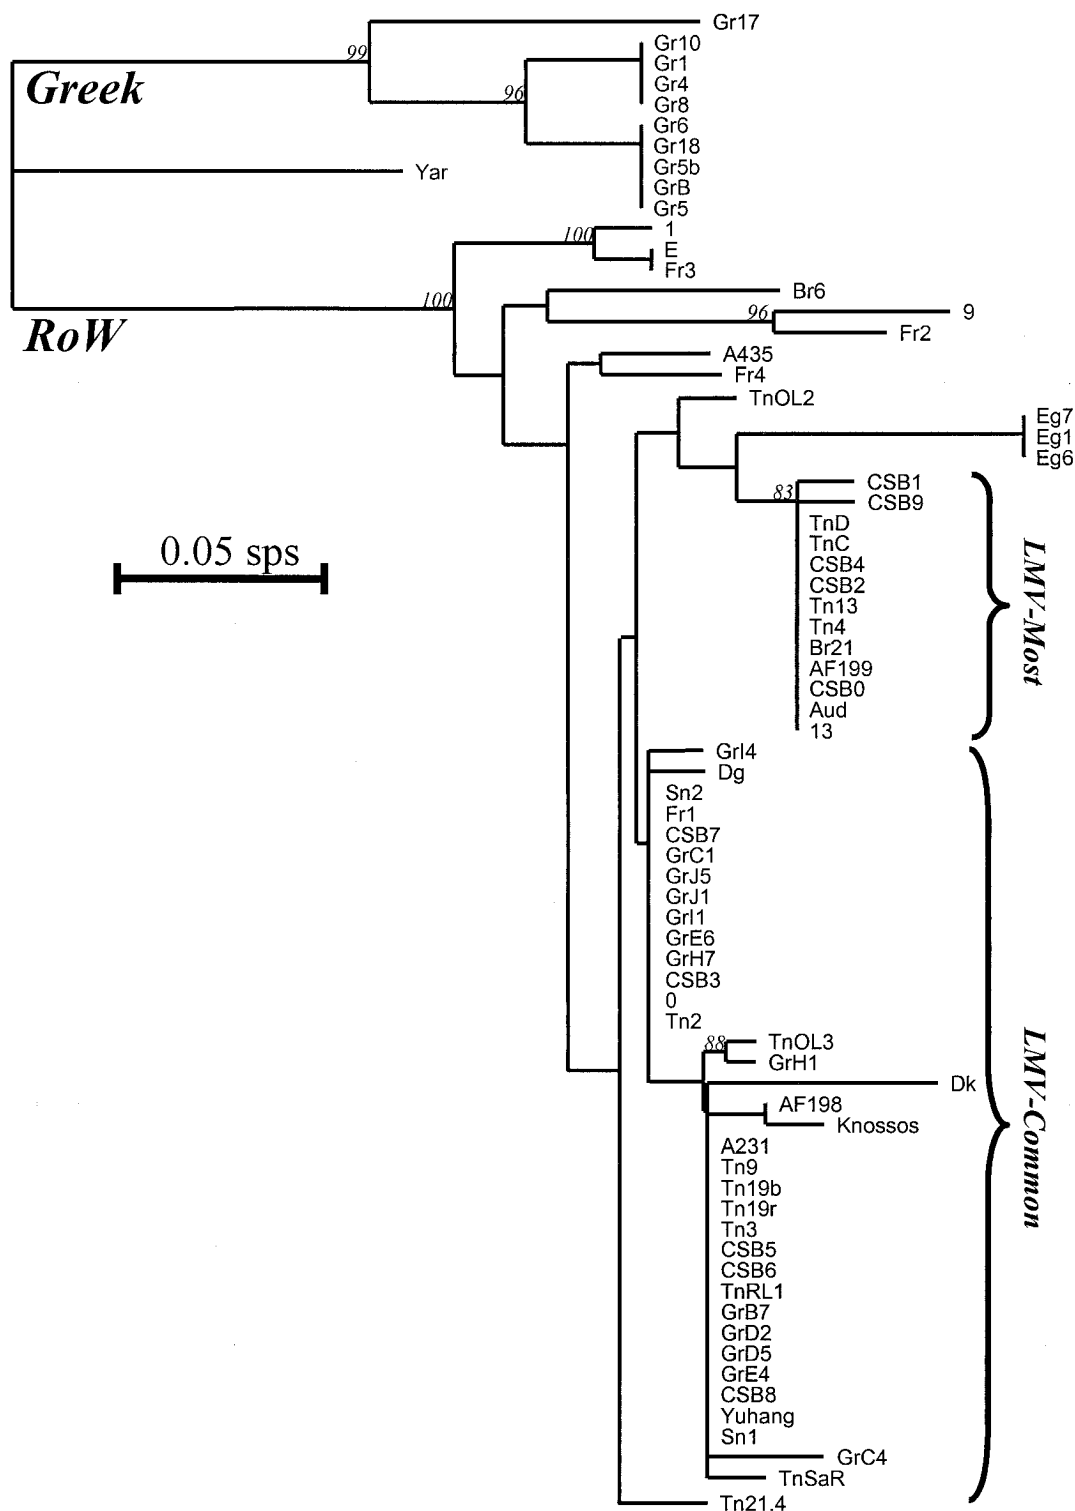 Gr17
Gr10
99
Gr1
Greek
Gr4
96
Gr8
Gr6
Gr18
Yar
Gr5b
GrB
Gr5
1
100
E
Fr3
Br6
100
RoW
96
9
Fr2
A435
Fr4
TnOL2
Eg7
Eg1
Eg6
CSB1
83
CSB9
TnD
TnC
0.05 sps
CSB4
CSB2
Tn13
Tn4
Br21
AF199
CSB0
Aud
13
LMV-Most
GrI4
Dg
Sn2
Fr1
CSB7
GrC1
GrJ5
GrJ1
GrI1
GrE6
GrH7
CSB3
0
Tn2
88
TnOL3
GrH1
Dk
AF198
Knossos
LMV-Common
A231
Tn9
Tn19b
Tn19r
Tn3
CSB5
CSB6
TnRL1
GrB7
GrD2
GrD5
GrE4
CSB8
Yuhang
Sn1
GrC4
TnSaR
Tn21.4